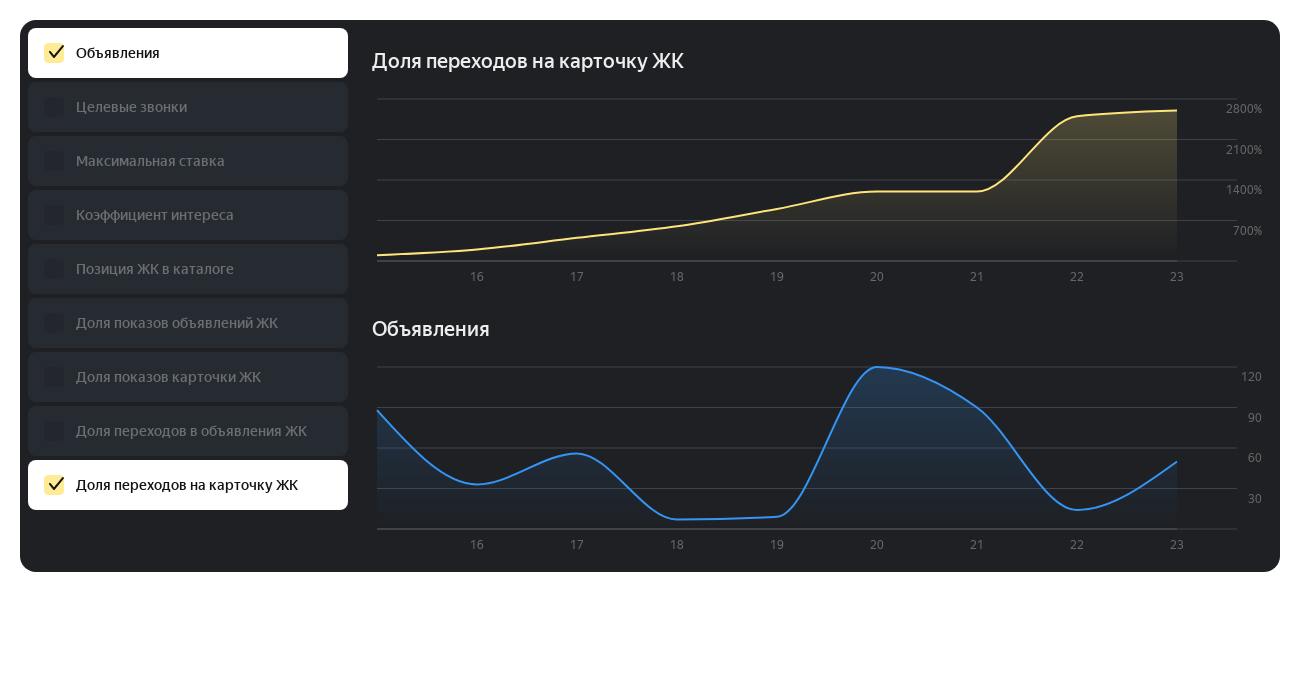 Объявления
Целевые звонки
Максимальная ставка
Коэффициент интереса
Позиция ЖК в каталоге
Доля показов объявлений ЖК
Доля показов карточки ЖК
Доля переходов в объявления ЖК
Доля переходов на карточку ЖК
Доля переходов на карточку ЖК
2800%
2100%
1400%
700%
16 17 18 19 20 21 22 23
Объявления
120
90
60
30
16 17 18 19 20 21 22 23